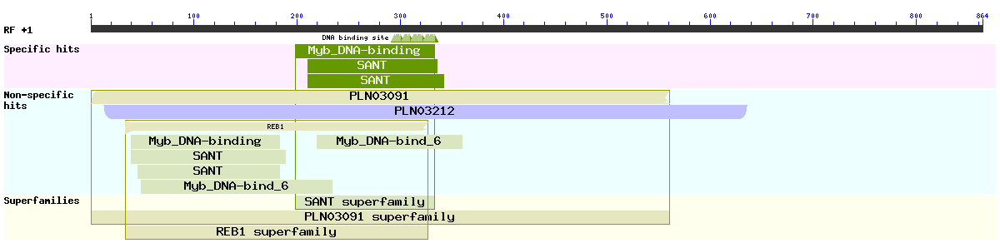 1 100 200 300 400 500 600 700 800 864
RF +1
DNA binding site
Specific hits Myb_DNA-binding
SANT
SANT
Non-specific hits PLN03091
PLN03212
REB1
Myb_DNA-binding Myb_DNA-bind_6
SANT
SANT
Myb_DNA-bind_6
Superfamilies SANT superfamily
PLN03091 superfamily
REB1 superfamily